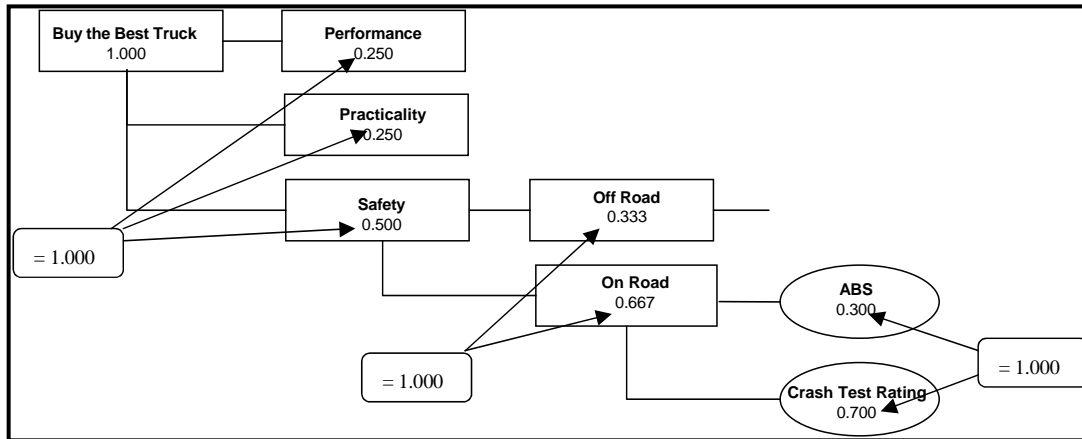 Buy the Best Truck
1.000
Performance
0.250
Practicality
0.250
Safety
0.500
Off Road
0.333
= 1.000
On Road
0.667
ABS
0.300
= 1.000
= 1.000
Crash Test Rating
0.700